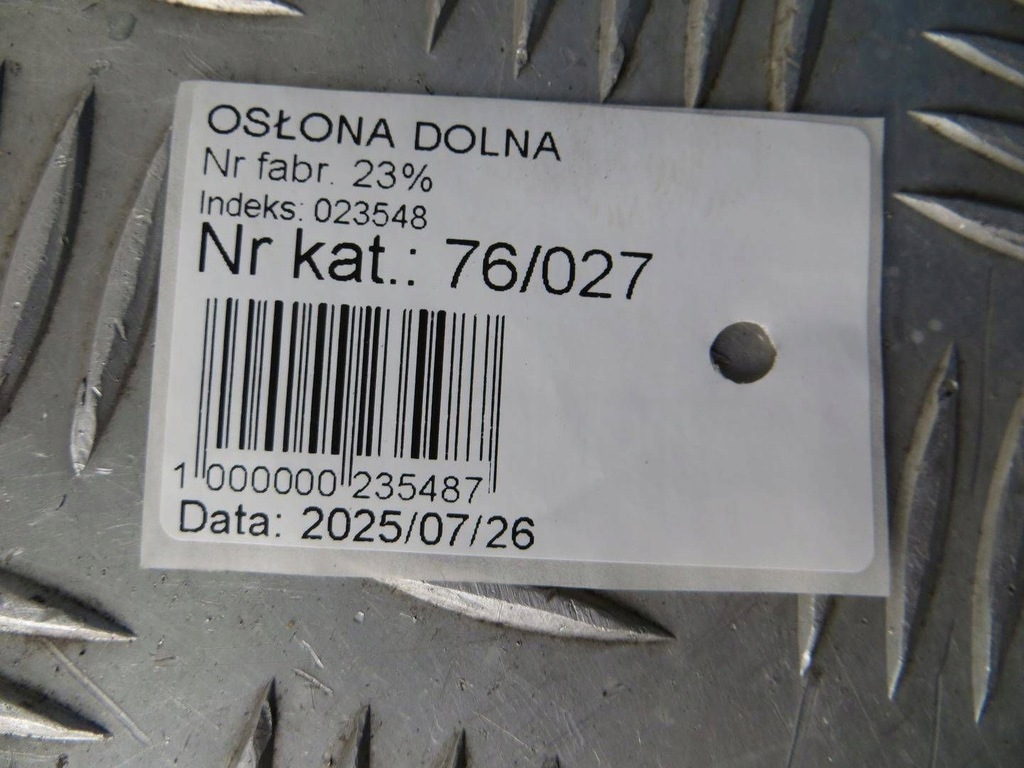 OSŁONA DOLNA
Nr fabr. 23%
Indeks: 023548
Nr kat.: 76/027
1 000000 235487
Data: 2025/07/26